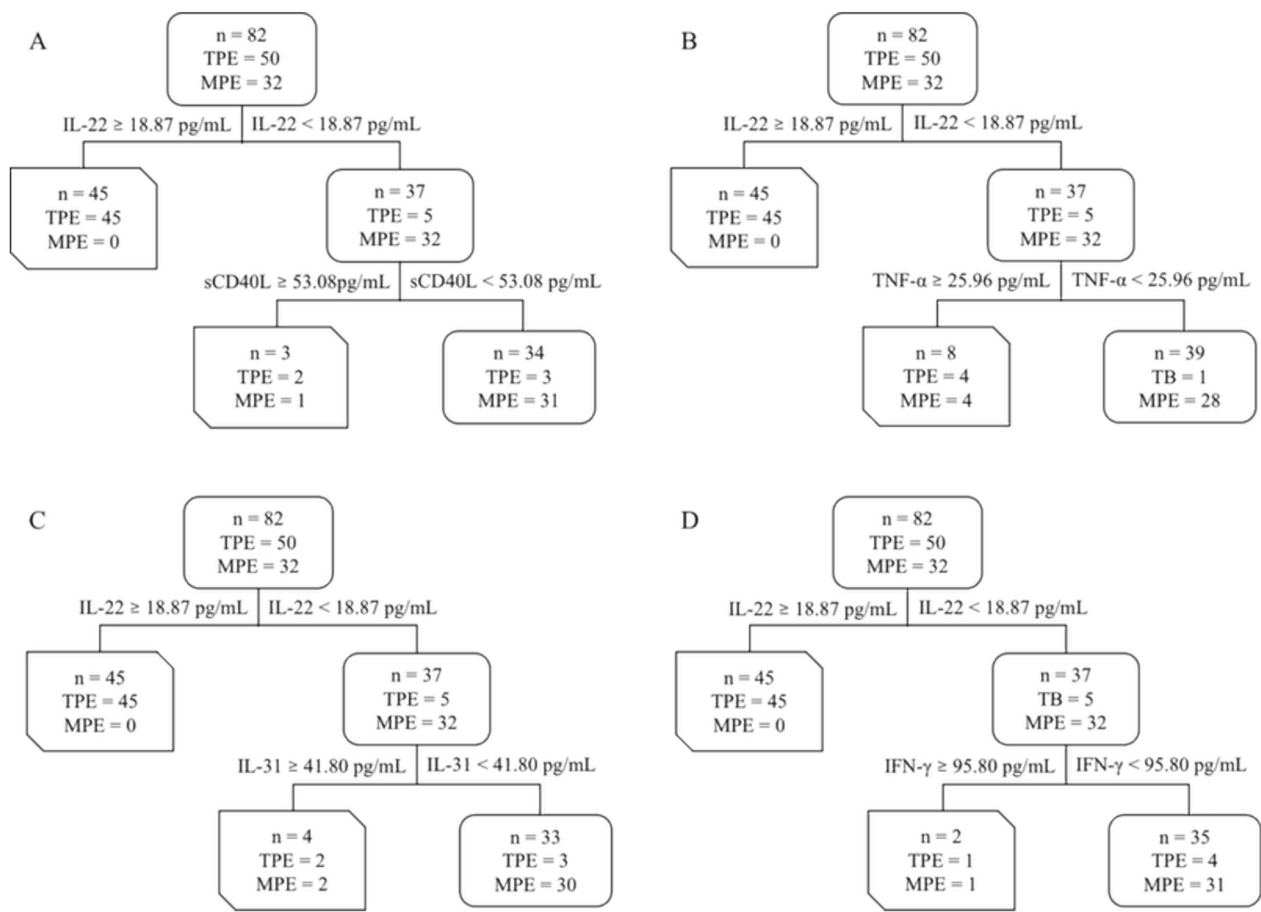 A
n = 82
TPE = 50
MPE = 32
IL-22 ≥ 18.87 pg/mL
IL-22 < 18.87 pg/mL
n = 45
TPE = 45
MPE = 0
n = 37
TPE = 5
MPE = 32
sCD40L ≥ 53.08pg/mL
sCD40L < 53.08 pg/mL
n = 3
TPE = 2
MPE = 1
n = 34
TPE = 3
MPE = 31
B
n = 82
TPE = 50
MPE = 32
IL-22 ≥ 18.87 pg/mL
IL-22 < 18.87 pg/mL
n = 45
TPE = 45
MPE = 0
n = 37
TPE = 5
MPE = 32
TNF-α ≥ 25.96 pg/mL
TNF-α < 25.96 pg/mL
n = 8
TPE = 4
MPE = 4
n = 39
TB = 1
MPE = 28
C
n = 82
TPE = 50
MPE = 32
IL-22 ≥ 18.87 pg/mL
IL-22 < 18.87 pg/mL
n = 45
TPE = 45
MPE = 0
n = 37
TPE = 5
MPE = 32
IL-31 ≥ 41.80 pg/mL
IL-31 < 41.80 pg/mL
n = 4
TPE = 2
MPE = 2
n = 33
TPE = 3
MPE = 30
D
n = 82
TPE = 50
MPE = 32
IL-22 ≥ 18.87 pg/mL
IL-22 < 18.87 pg/mL
n = 45
TPE = 45
MPE = 0
n = 37
TB = 5
MPE = 32
IFN-γ ≥ 95.80 pg/mL
IFN-γ < 95.80 pg/mL
n = 2
TPE = 1
MPE = 1
n = 35
TPE = 4
MPE = 31